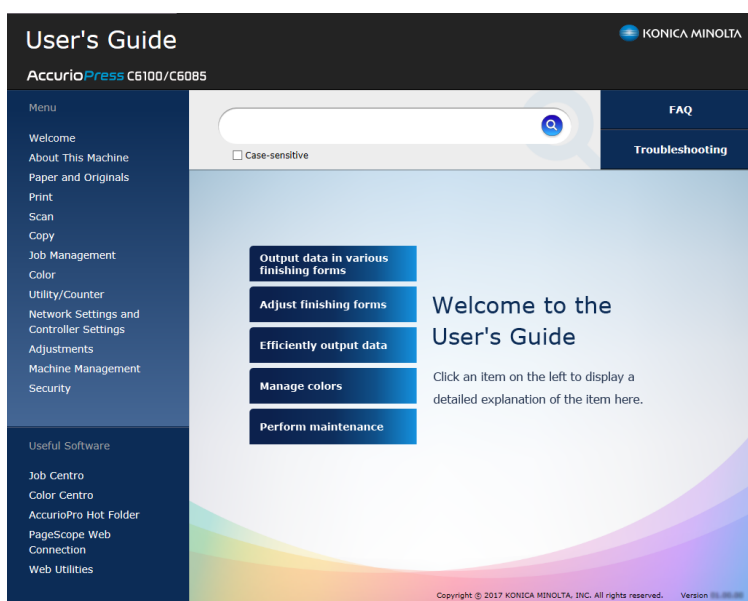 User's Guide
KONICA MINOLTA
AccurioPress C6100/C6085
Menu
Welcome
About This Machine
Paper and Originals
Print
Scan
Copy
Job Management
Color
Utility/Counter
Network Settings and
Controller Settings
Adjustments
Machine Management
Security
Useful Software
Job Centro
Color Centro
AccurioPro Hot Folder
PageScope Web
Connection
Web Utilities
Case-sensitive
FAQ
Troubleshooting
Output data in various
finishing forms
Adjust finishing forms
Efficiently output data
Manage colors
Perform maintenance
Welcome to the
User's Guide
Click an item on the left to display a
detailed explanation of the item here.
Copyright © 2017 KONICA MINOLTA, INC. All rights reserved. Version